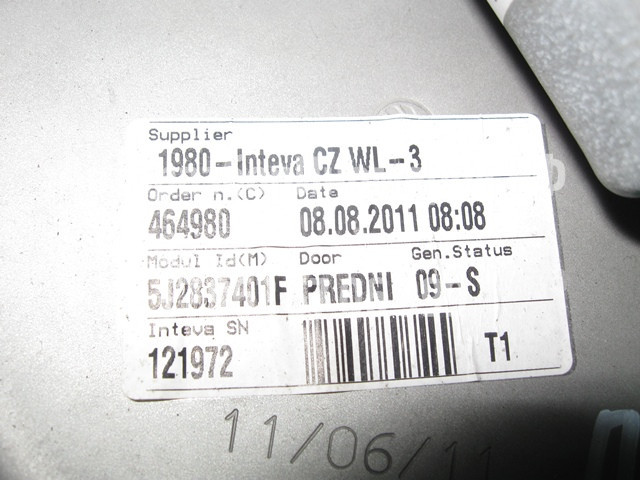 Supplier
1980-Inteva CZ WL-3
Order n.(C) Date
464980 08.08.2011 08:08
Modul Id(M) Door Gen.Status
5J2837401F PREDNI 09-S
Inteva SN
121972 T1
11/06/11